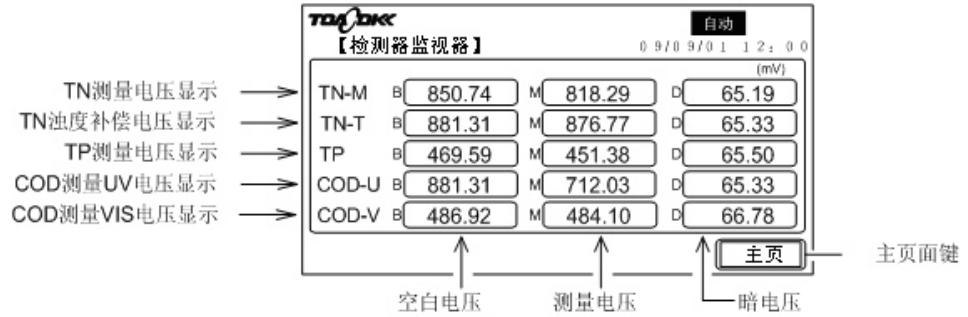 TOADKK
自动
【检测器监视器】
09/09/01 12:00
(mV)
TN测量电压显示
TN-M B 850.74 M 818.29 D 65.19
TN浊度补偿电压显示
TN-T B 881.31 M 876.77 D 65.33
TP测量电压显示
TP B 469.59 M 451.38 D 65.50
COD测量UV电压显示
COD-U B 881.31 M 712.03 D 65.33
COD测量VIS电压显示
COD-V B 486.92 M 484.10 D 66.78
主页
主页面键
空白电压
测量电压
暗电压